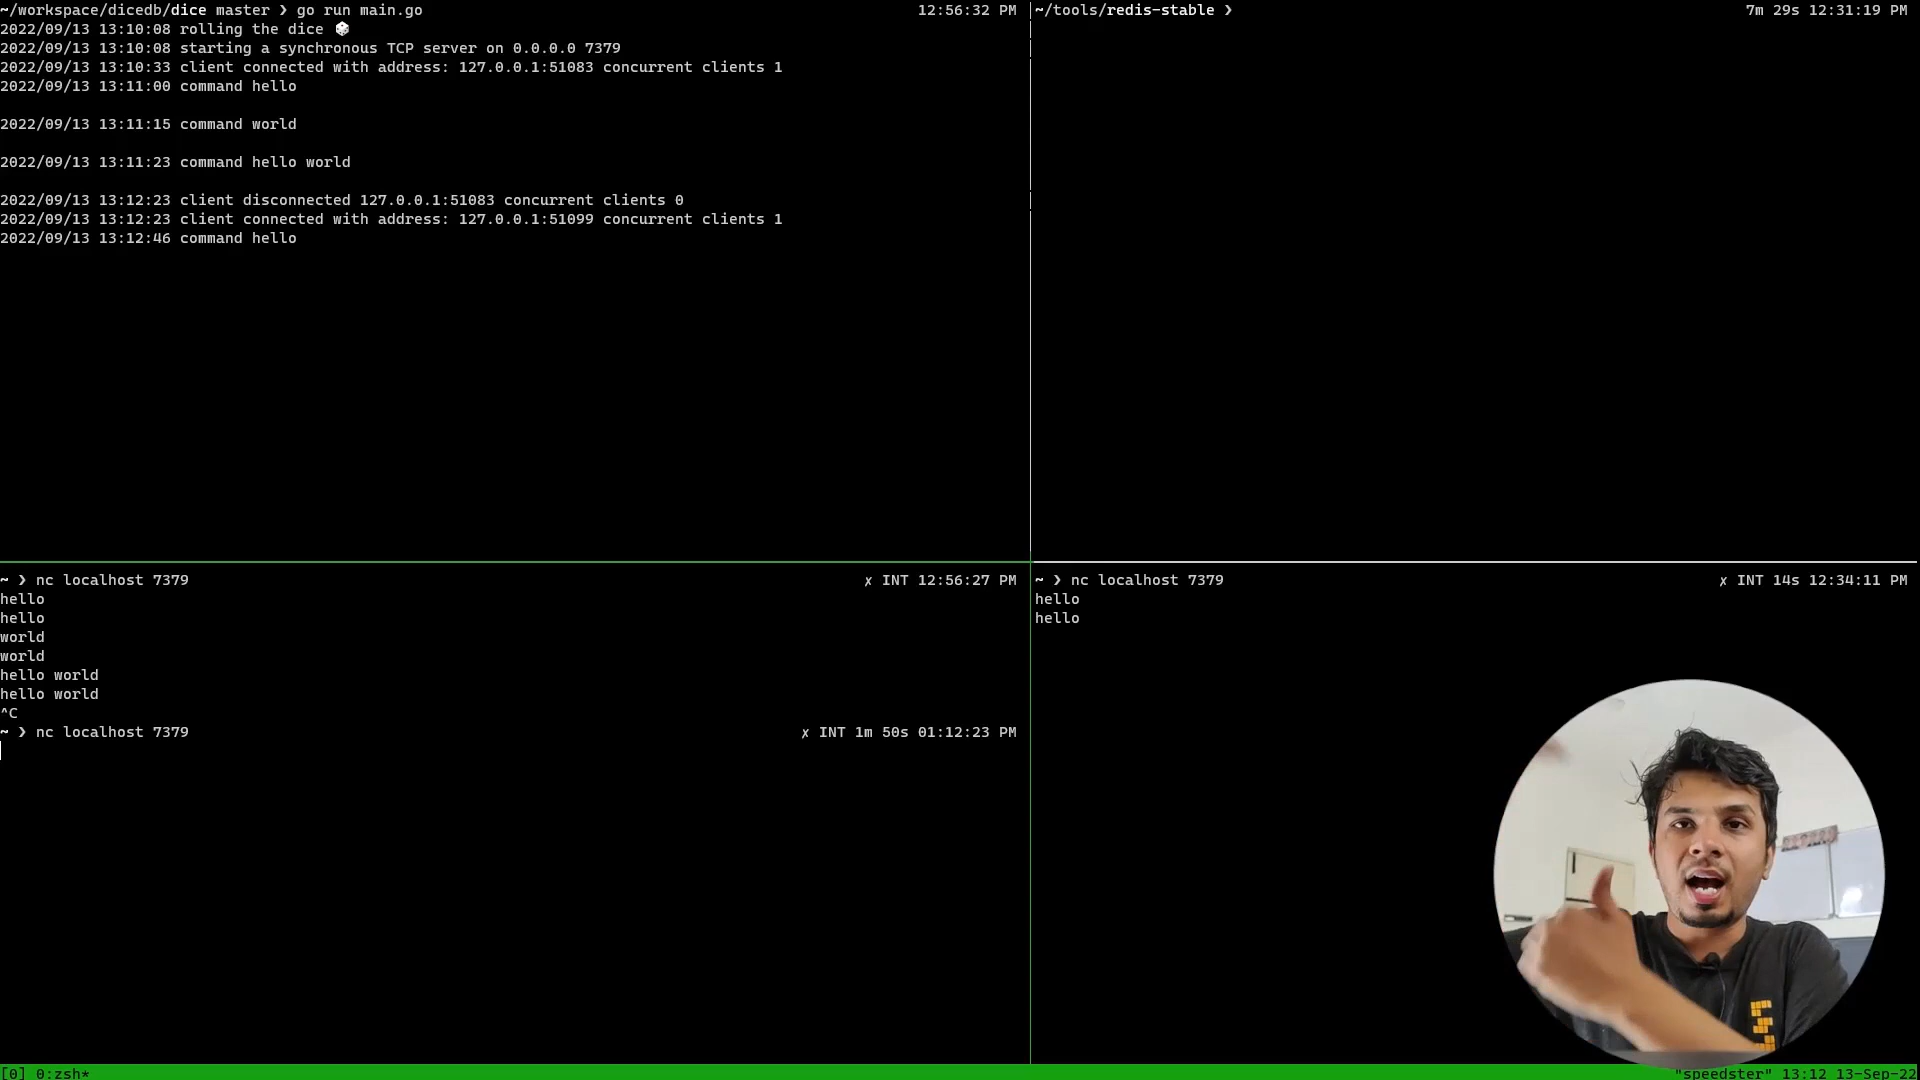 ~/workspace/dicedb/dice master ❯ go run main.go 12:56:32 PM
2022/09/13 13:10:08 rolling the dice 🎲
2022/09/13 13:10:08 starting a synchronous TCP server on 0.0.0.0 7379
2022/09/13 13:10:33 client connected with address: 127.0.0.1:51083 concurrent clients 1
2022/09/13 13:11:00 command hello
2022/09/13 13:11:15 command world
2022/09/13 13:11:23 command hello world
2022/09/13 13:12:23 client disconnected 127.0.0.1:51083 concurrent clients 0
2022/09/13 13:12:23 client connected with address: 127.0.0.1:51099 concurrent clients 1
2022/09/13 13:12:46 command hello
~/tools/redis-stable ❯ 7m 29s 12:31:19 PM
~ ❯ nc localhost 7379 ✗ INT 12:56:27 PM
hello
hello
world
world
hello world
hello world
^C
~ ❯ nc localhost 7379 ✗ INT 1m 50s 01:12:23 PM
~ ❯ nc localhost 7379 ✗ INT 14s 12:34:11 PM
hello
hello
[0] 0:zsh* "speedster" 13:12 13-Sep-22